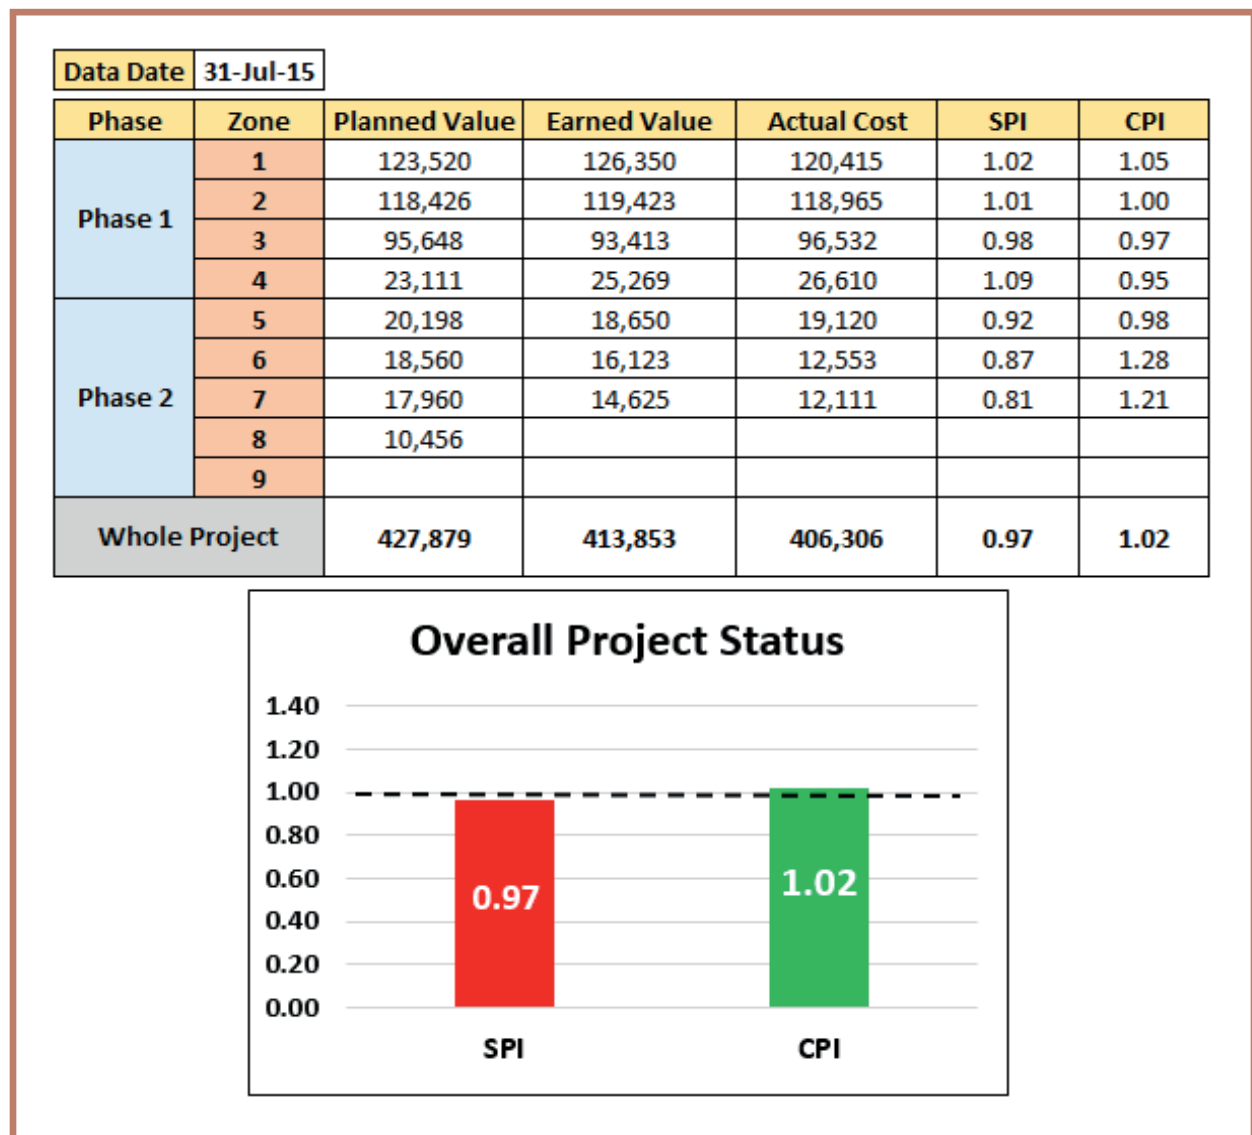 Data Date 31-Jul-15
Phase Zone Planned Value Earned Value Actual Cost SPI CPI
Phase 1
1 123,520 126,350 120,415 1.02 1.05
2 118,426 119,423 118,965 1.01 1.00
3 95,648 93,413 96,532 0.98 0.97
4 23,111 25,269 26,610 1.09 0.95
Phase 2
5 20,198 18,650 19,120 0.92 0.98
6 18,560 16,123 12,553 0.87 1.28
7 17,960 14,625 12,111 0.81 1.21
8 10,456
9
Whole Project 427,879 413,853 406,306 0.97 1.02
Overall Project Status
1.40
1.20
1.00
0.80
0.60
0.40
0.20
0.00
0.97
1.02
SPI CPI